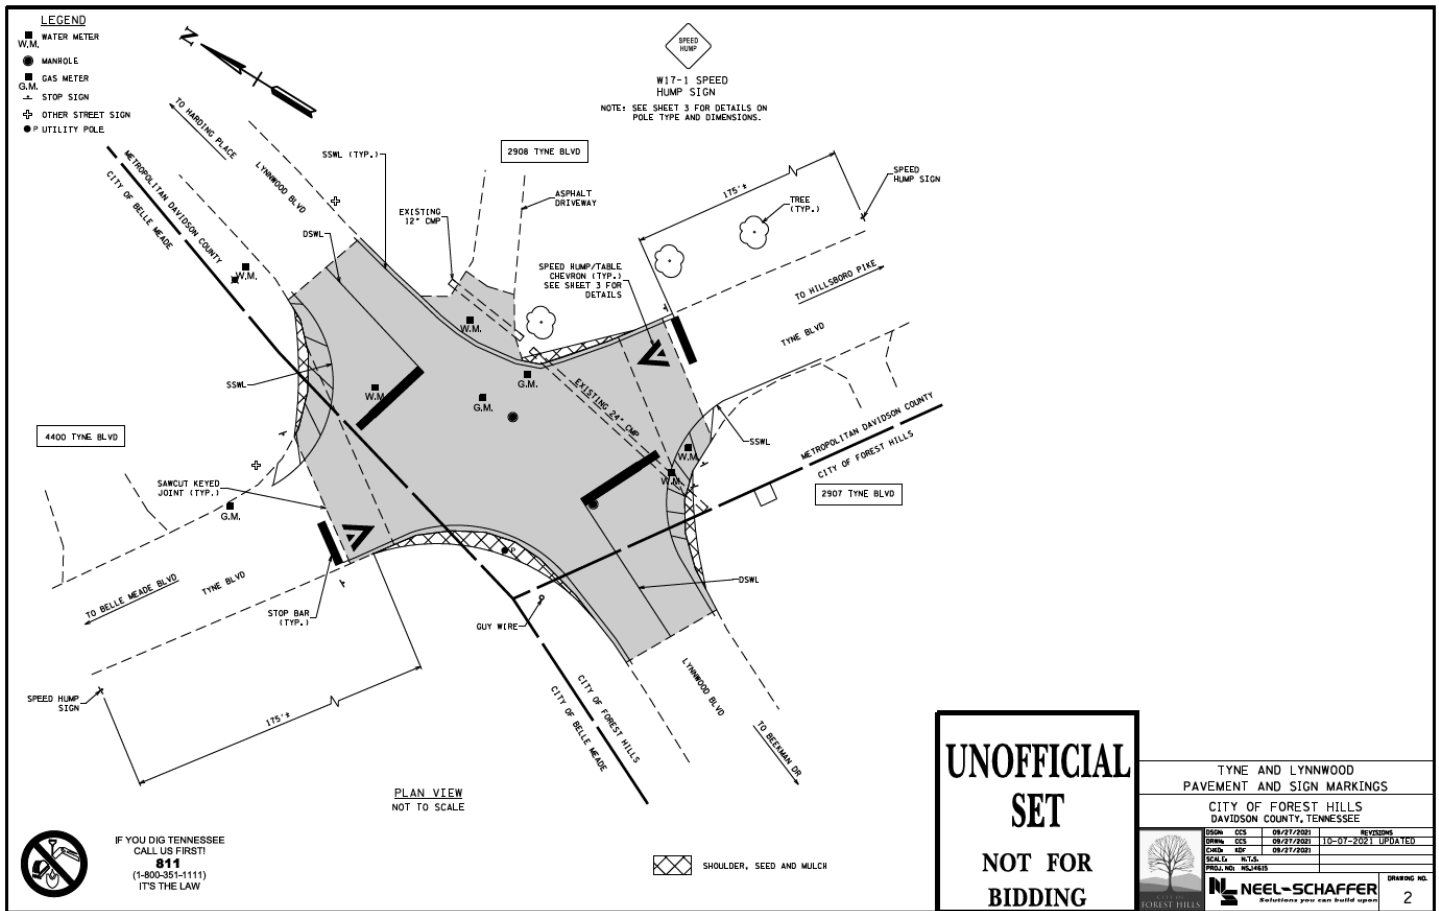 LEGEND
W.M. WATER METER
MANHOLE
G.M. GAS METER
STOP SIGN
OTHER STREET SIGN
P UTILITY POLE
N
SPEED
HUMP
W17-1 SPEED
HUMP SIGN
NOTE: SEE SHEET 3 FOR DETAILS ON
POLE TYPE AND DIMENSIONS.
TO HARDING PLACE
LYNNWOOD BLVD
SSWL (TYP.)
2908 TYNE BLVD
ASPHALT
DRIVEWAY
EXISTING
12" CMP
DSWL
METROPOLITAN DAVIDSON COUNTY
CITY OF BELLE MEADE
W.M.
175'±
SPEED
HUMP SIGN
TREE
(TYP.)
SPEED HUMP/TABLE
CHEVRON (TYP.)
SEE SHEET 3 FOR
DETAILS
TO HILLSBORO PIKE
TYNE BLVD
W.M.
G.M.
G.M.
W.M.
EXISTING 24" CMP
SSWL
4400 TYNE BLVD
SSWL
METROPOLITAN DAVIDSON COUNTY
CITY OF FOREST HILLS
W.M.
W.M.
2907 TYNE BLVD
SAWCUT KEYED
JOINT (TYP.)
G.M.
P
TO BELLE MEADE BLVD
TYNE BLVD
STOP BAR
(TYP.)
GUY WIRE
DSWL
LYNNWOOD BLVD
TO BEEKMAN DR
CITY OF FOREST HILLS
CITY OF BELLE MEADE
SPEED HUMP
SIGN
175'±
PLAN VIEW
NOT TO SCALE
IF YOU DIG TENNESSEE
CALL US FIRST!
811
(1-800-351-1111)
IT'S THE LAW
SHOULDER, SEED AND MULCH
UNOFFICIAL
SET
NOT FOR
BIDDING
TYNE AND LYNNWOOD
PAVEMENT AND SIGN MARKINGS
CITY OF FOREST HILLS
DAVIDSON COUNTY, TENNESSEE
DSGN: CCS 09/27/2021 REVISIONS
DRWN: CCS 09/27/2021 10-07-2021 UPDATED
CHKD: KDF 09/27/2021
SCALE: N.T.S.
PROJ. NO: NS.14615
CITY OF
FOREST HILLS
NEEL-SCHAFFER
Solutions you can build upon
DRAWING NO.
2